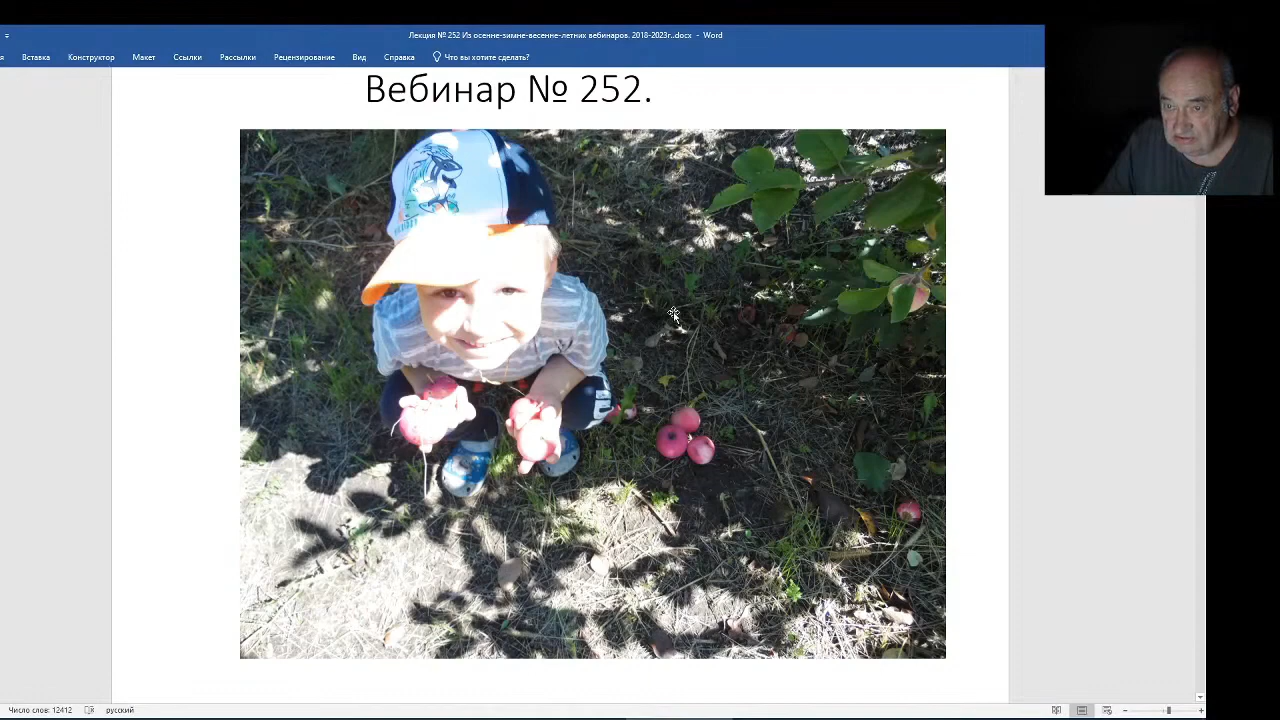 Лекция № 252 Из осенне-зимне-весенне-летних вебинаров. 2018-2023г..docx - Word
я Вставка Конструктор Макет Ссылки Рассылки Рецензирование Вид Справка Что вы хотите сделать?
Вебинар № 252.
Число слов: 12412 русский